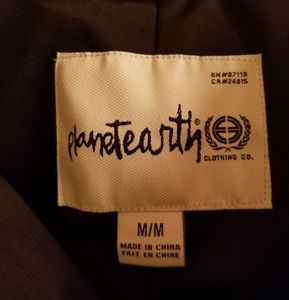 RN#87118
CA#24815
planetearth®
CLOTHING CO.
M/M
MADE IN CHINA
FAIT EN CHINE